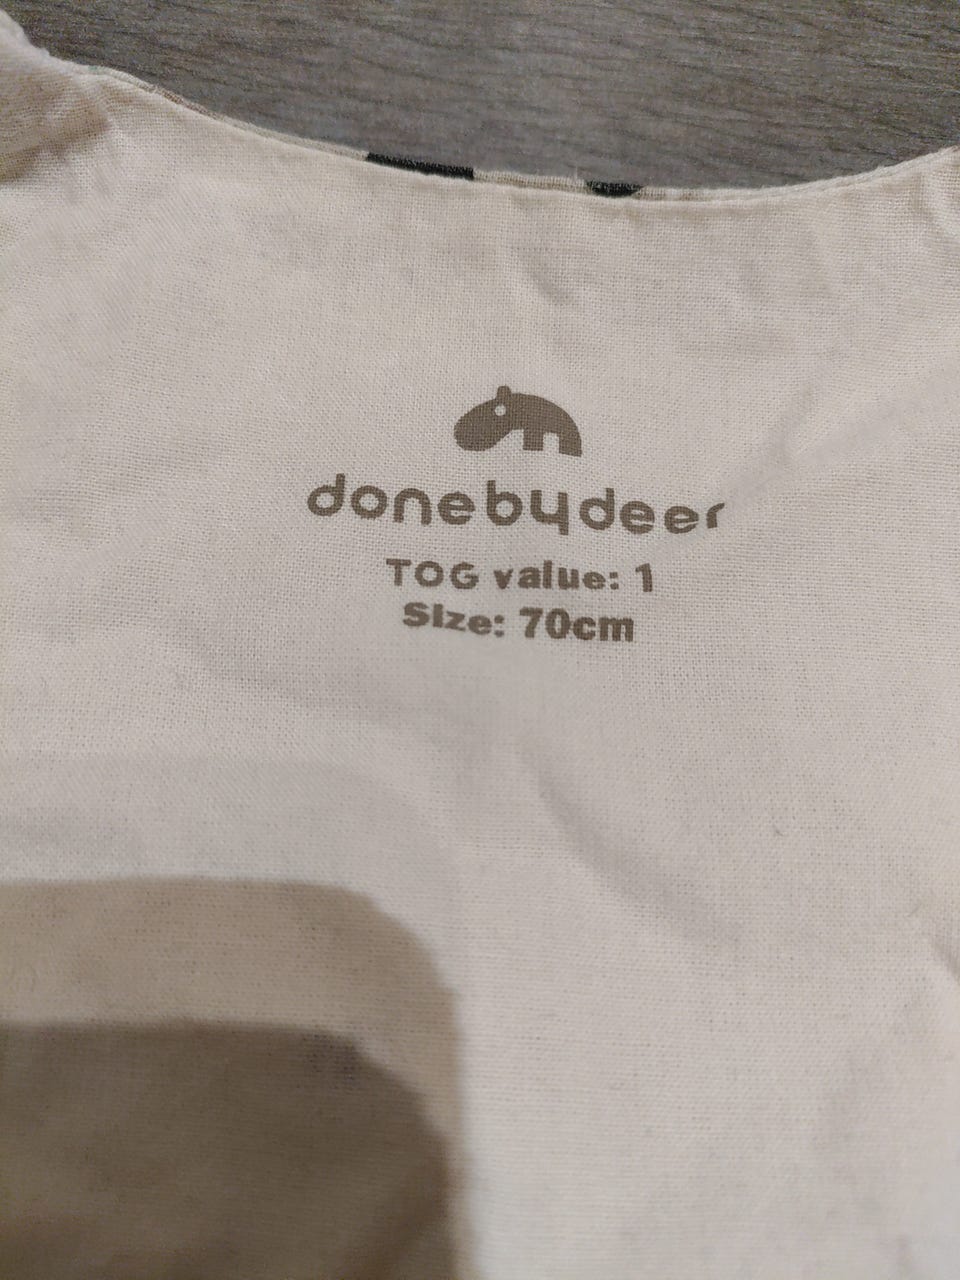 donebydeer
TOG value: 1
Size: 70cm